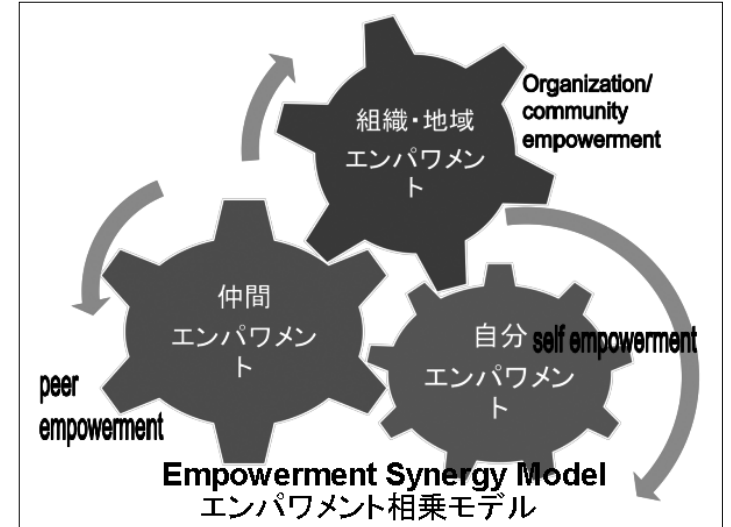 組織・地域
エンパワメン
ト
Organization/
community
empowerment
仲間
エンパワメン
ト
peer
empowerment
自分
エンパワメン
ト
self empowerment
Empowerment Synergy Model
エンパワメント相乗モデル